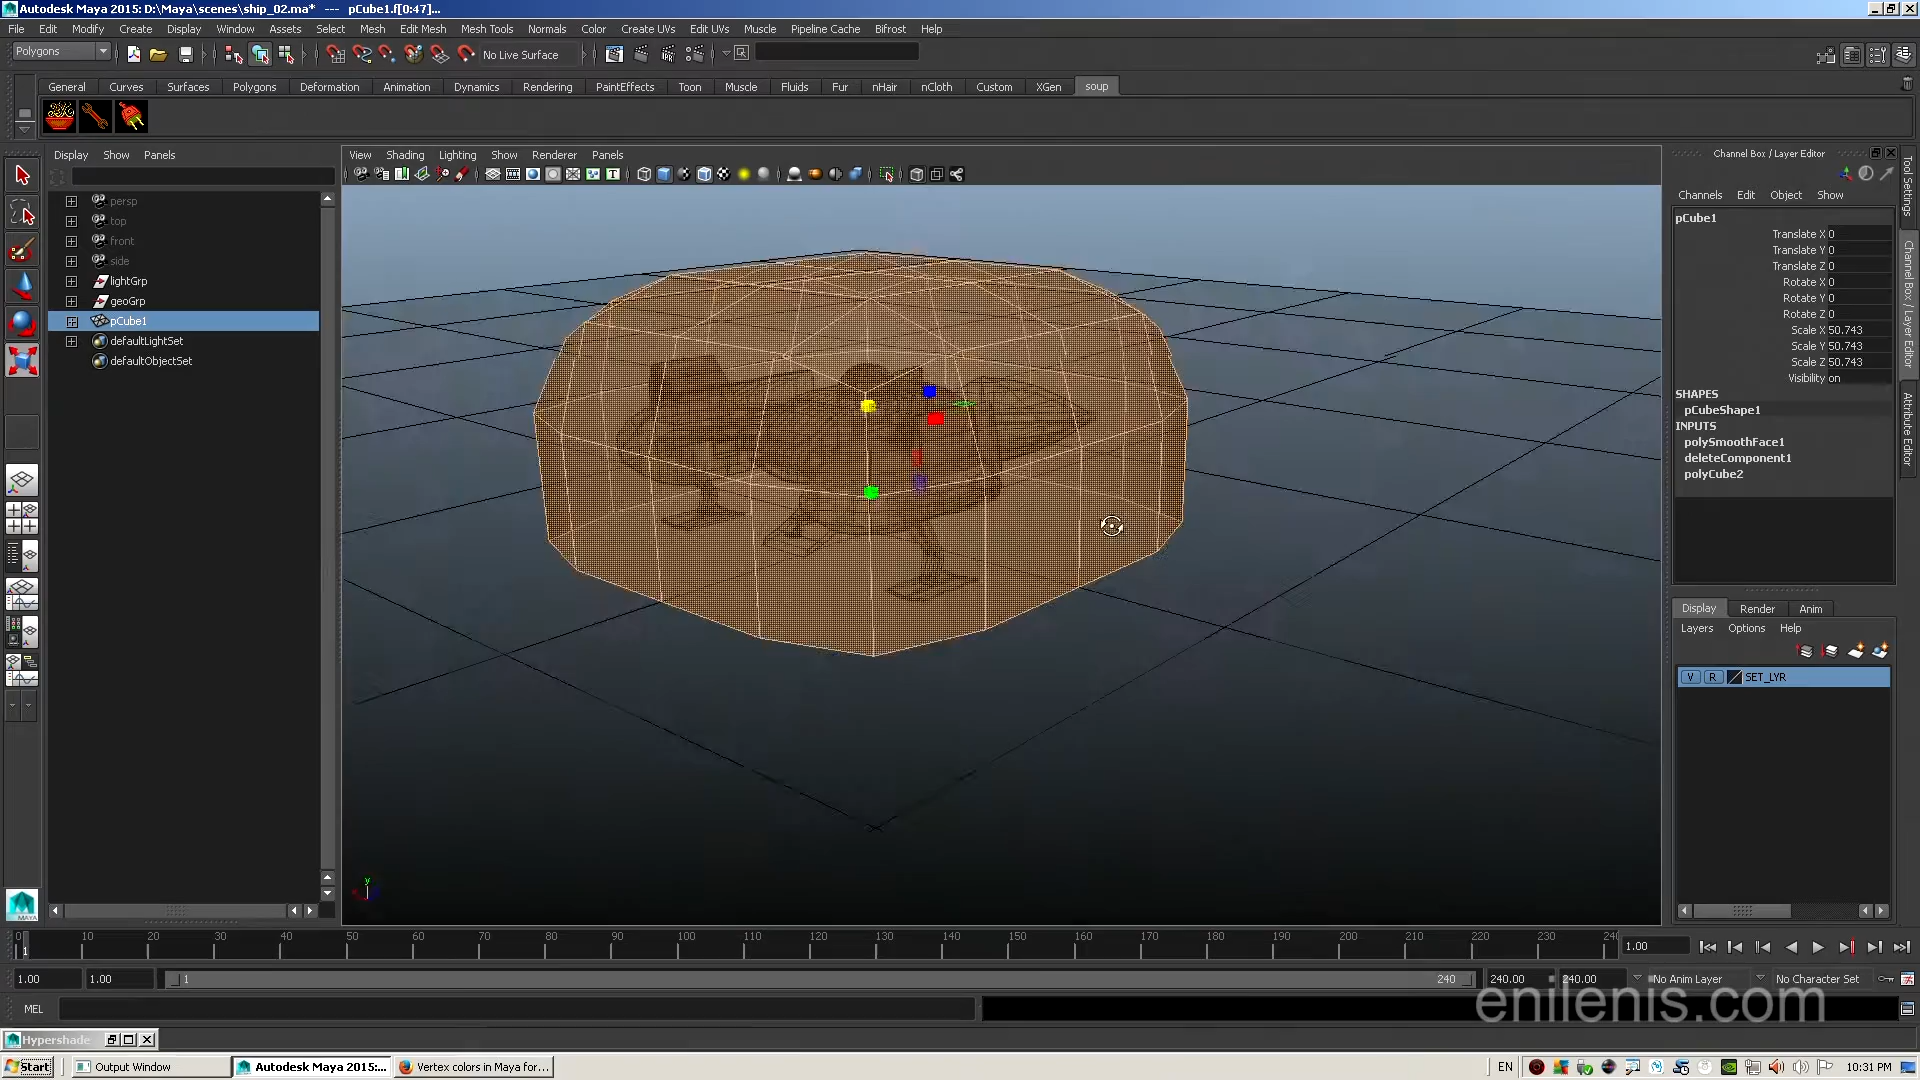 Autodesk Maya 2015: D:\Maya\scenes\ship_02.ma* --- pCube1.f[0:47]...
File Edit Modify Create Display Window Assets Select Mesh Edit Mesh Mesh Tools Normals Color Create UVs Edit UVs Muscle Pipeline Cache Bifrost Help
Polygons No Live Surface
General Curves Surfaces Polygons Deformation Animation Dynamics Rendering PaintEffects Toon Muscle Fluids Fur nHair nCloth Custom XGen soup
Display Show Panels
View Shading Lighting Show Renderer Panels
Channel Box / Layer Editor
Channels Edit Object Show
persp
top
front
side
lightGrp
geoGrp
pCube1
defaultLightSet
defaultObjectSet
pCube1
Translate X 0
Translate Y 0
Translate Z 0
Rotate X 0
Rotate Y 0
Rotate Z 0
Scale X 50.743
Scale Y 50.743
Scale Z 50.743
Visibility on
SHAPES
pCubeShape1
INPUTS
polySmoothFace1
deleteComponent1
polyCube2
Tool Settings
Channel Box / Layer Editor
Attribute Editor
Display Render Anim
Layers Options Help
V R SET_LYR
y
MAYA
0 10 20 30 40 50 60 70 80 90 100 110 120 130 140 150 160 170 180 190 200 210 220 230 24
1
1.00
1.00 1.00 1 240 240.00 240.00 No Anim Layer No Character Set
MEL
enilenis.com
Hypershade
Start Output Window Autodesk Maya 2015:... Vertex colors in Maya for... EN 10:31 PM